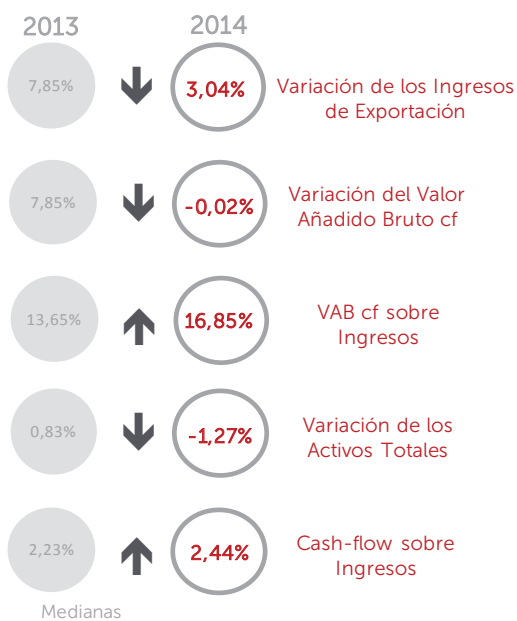 2013 2014
7,85% 3,04% Variación de los Ingresos
de Exportación
7,85% -0,02% Variación del Valor
Añadido Bruto cf
13,65% 16,85% VAB cf sobre
Ingresos
0,83% -1,27% Variación de los
Activos Totales
2,23% 2,44% Cash-flow sobre
Ingresos
Medianas